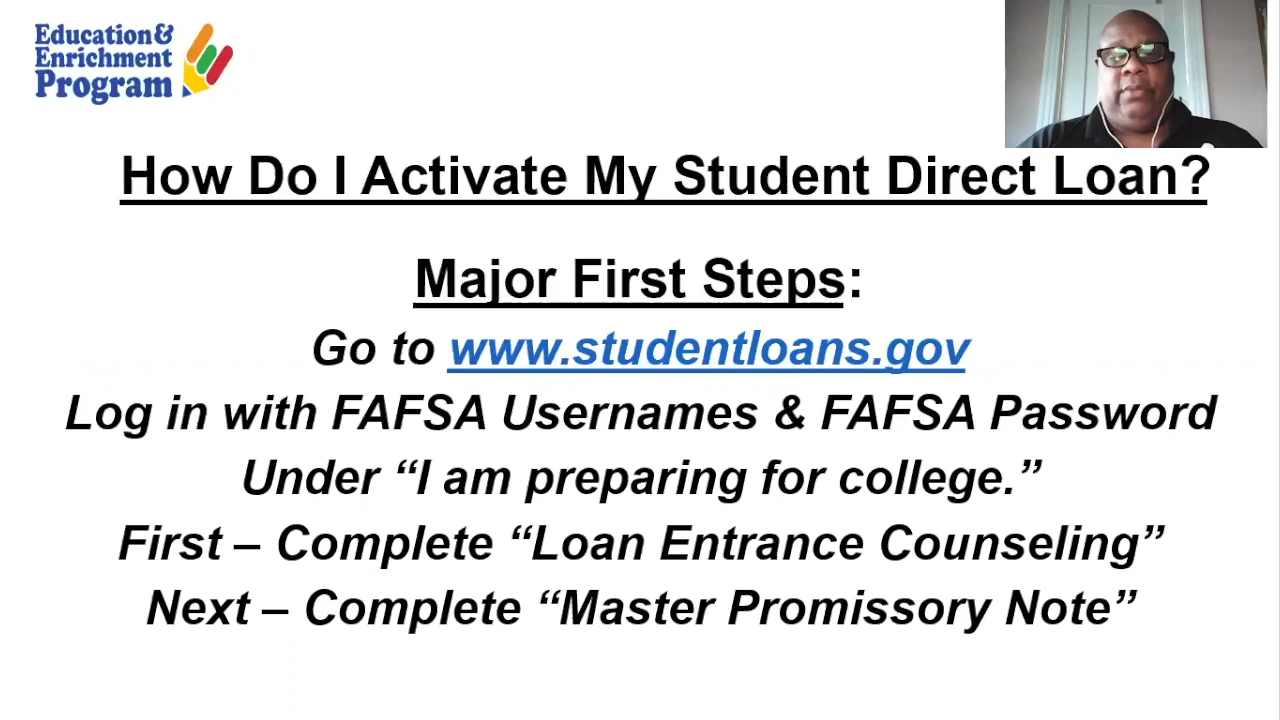 Education&
Enrichment
Program
How Do I Activate My Student Direct Loan?
Major First Steps:
Go to www.studentloans.gov
Log in with FAFSA Usernames & FAFSA Password
Under “I am preparing for college.”
First – Complete “Loan Entrance Counseling”
Next – Complete “Master Promissory Note”